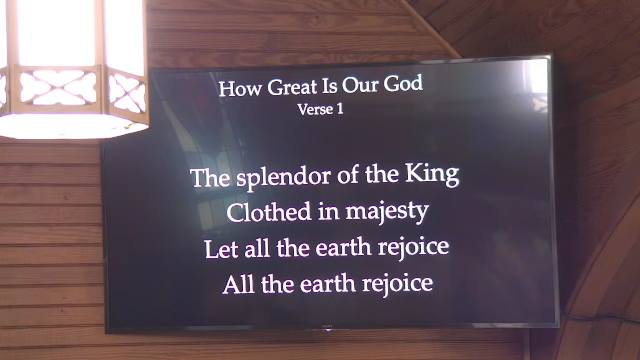 How Great Is Our God
Verse 1
The splendor of the King
Clothed in majesty
Let all the earth rejoice
All the earth rejoice